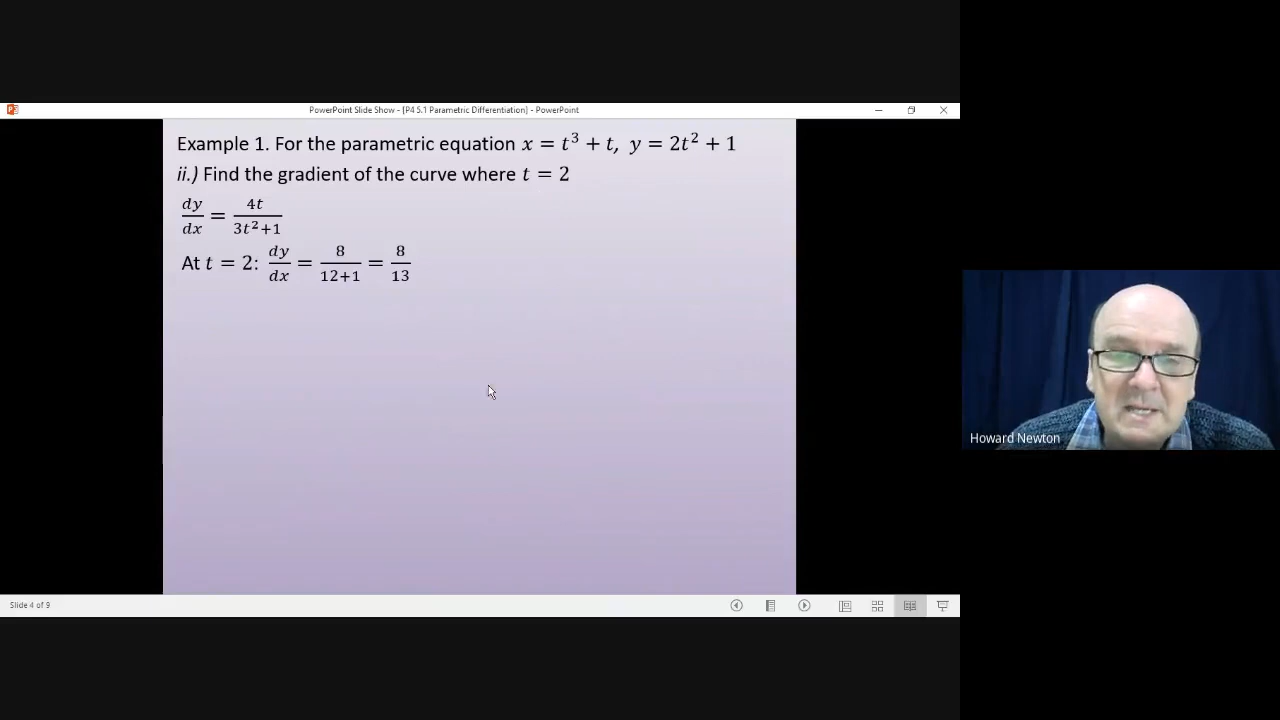 PowerPoint Slide Show - [P4 5.1 Parametric Differentiation] - PowerPoint
Example 1. For the parametric equation x = t³ + t, y = 2t² + 1
ii.) Find the gradient of the curve where t = 2
dy/dx = 4t/(3t²+1)
At t = 2: dy/dx = 8/(12+1) = 8/13
Howard Newton
Slide 4 of 9